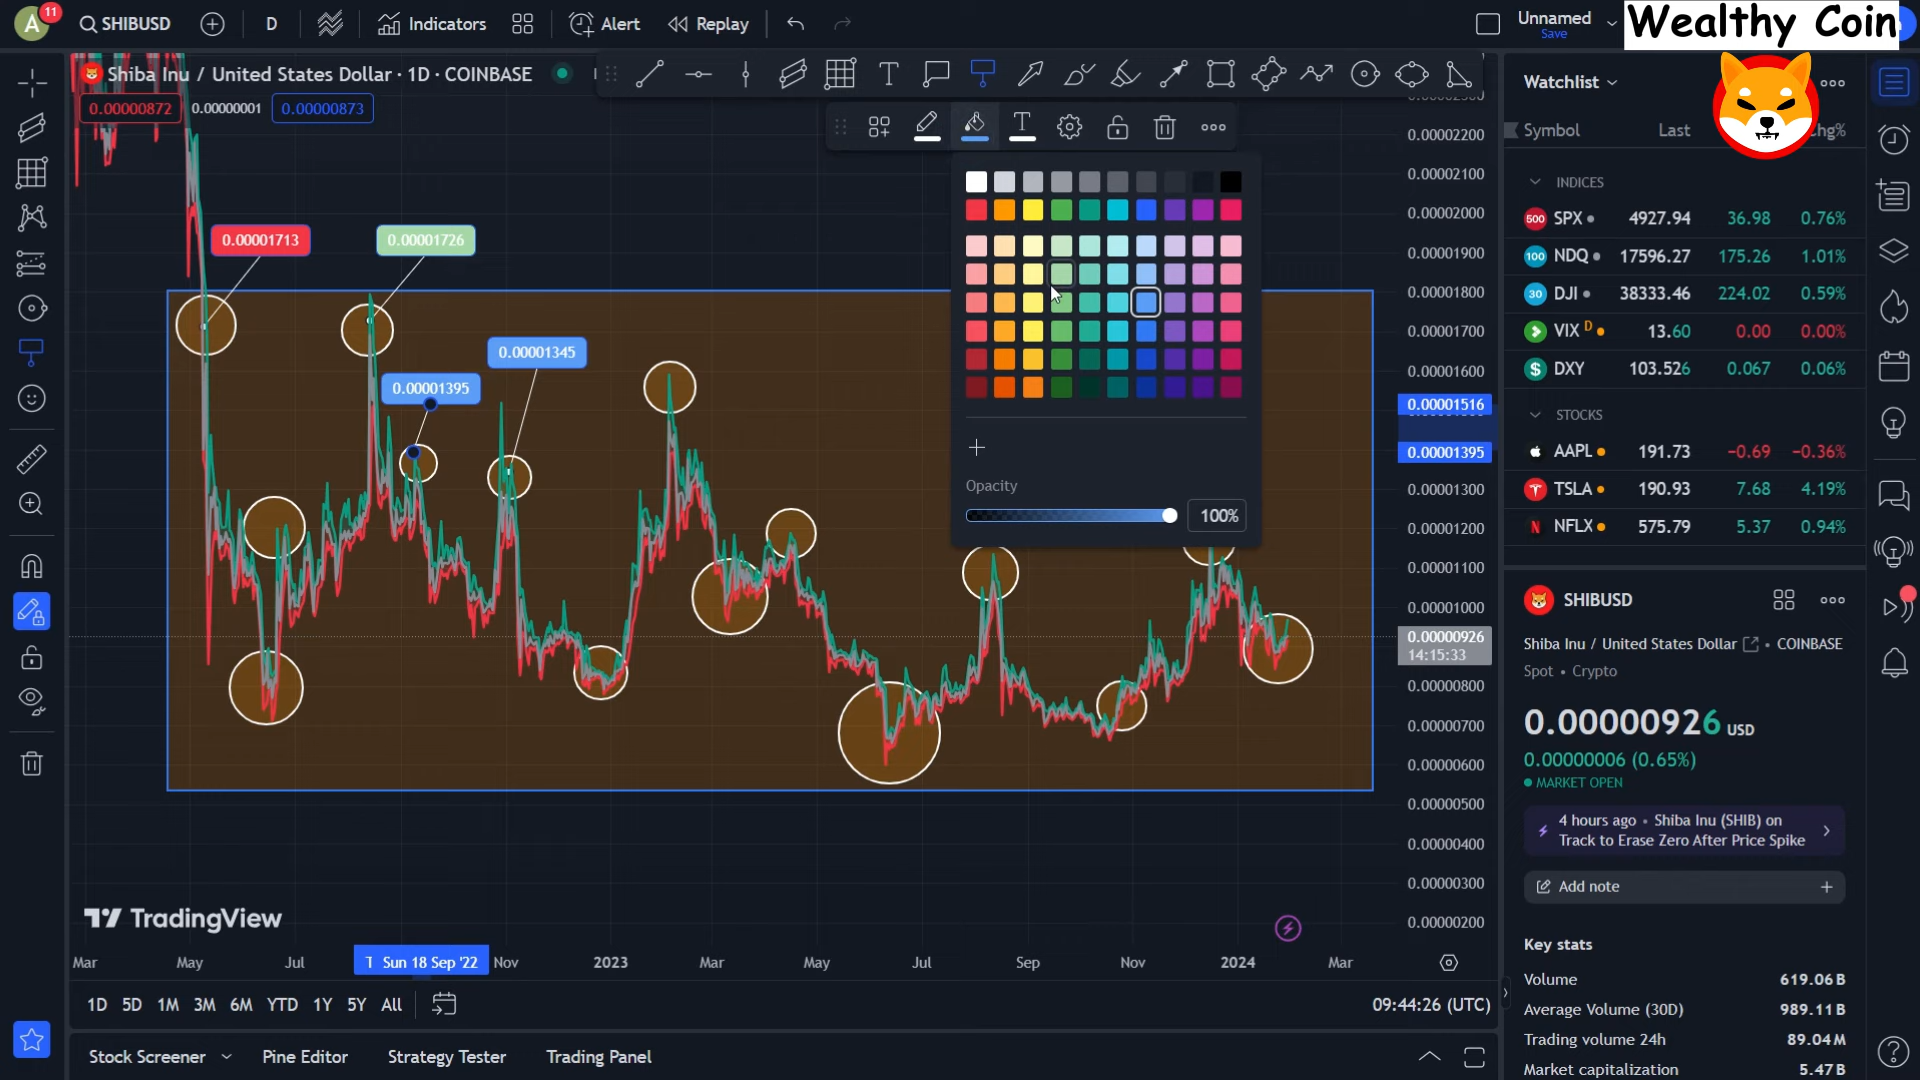 A
11
SHIBUSD
D
Indicators
Alert
Replay
Unnamed
Save
Wealthy Coin
Shiba Inu / United States Dollar · 1D · COINBASE
0.00000872
0.00000001
0.00000873
T
T
0.00001713
0.00001726
0.00001395
0.00001345
Opacity
100%
0.00002200
0.00002100
0.00002000
0.00001900
0.00001800
0.00001700
0.00001600
0.00001516
0.00001395
0.00001300
0.00001200
0.00001100
0.00001000
0.00000926
14:15:33
0.00000800
0.00000700
0.00000600
0.00000500
0.00000400
0.00000300
0.00000200
TradingView
Mar
May
Jul
T Sun 18 Sep '22
Nov
2023
Mar
May
Jul
Sep
Nov
2024
Mar
1D 5D 1M 3M 6M YTD 1Y 5Y All
09:44:26 (UTC)
Stock Screener
Pine Editor
Strategy Tester
Trading Panel
Watchlist
Symbol Last Chg%
INDICES
500 SPX 4927.94 36.98 0.76%
100 NDQ 17596.27 175.26 1.01%
30 DJI 38333.46 224.02 0.59%
VIX D 13.60 0.00 0.00%
$ DXY 103.526 0.067 0.06%
STOCKS
AAPL 191.73 −0.69 −0.36%
TSLA 190.93 7.68 4.19%
N NFLX 575.79 5.37 0.94%
SHIBUSD
Shiba Inu / United States Dollar • COINBASE
Spot • Crypto
0.00000926 USD
0.00000006 (0.65%)
MARKET OPEN
4 hours ago • Shiba Inu (SHIB) on
Track to Erase Zero After Price Spike
Add note
Key stats
Volume 619.06B
Average Volume (30D) 989.11B
Trading volume 24h 89.04M
Market capitalization 5.47B